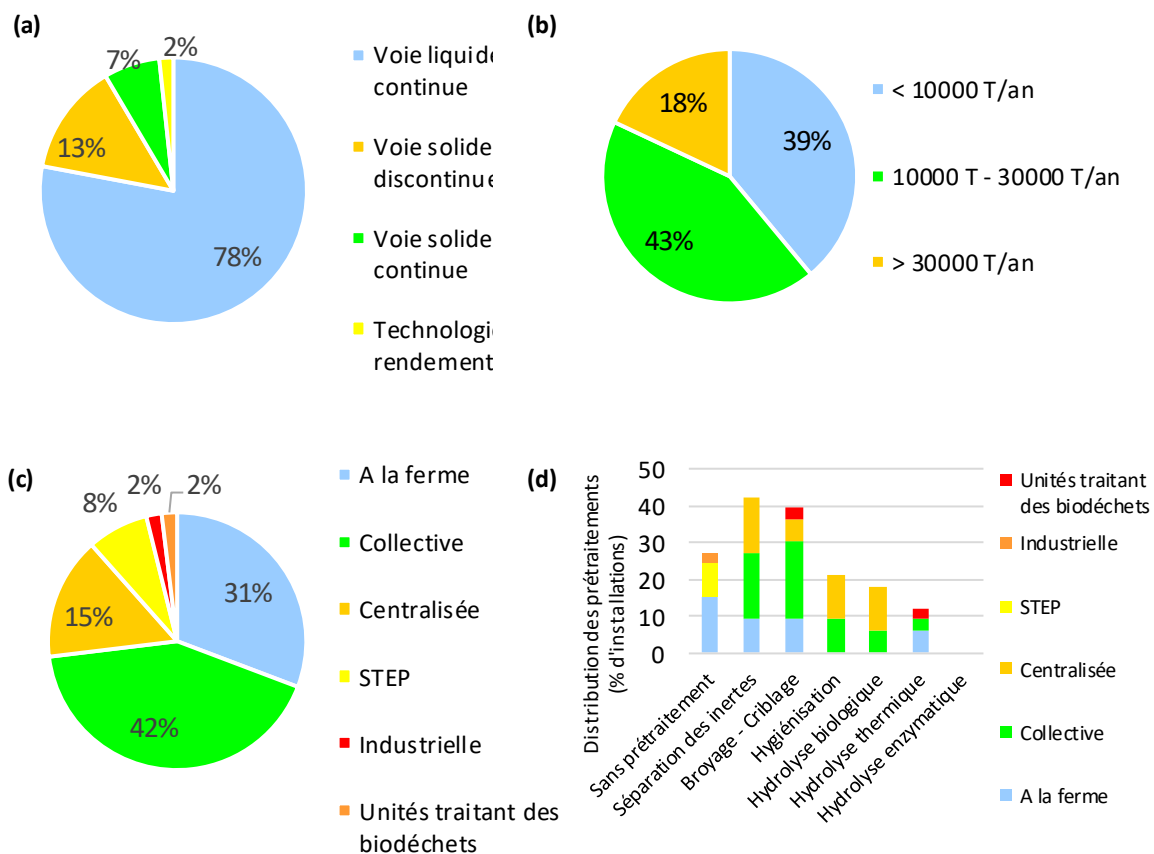 (a)
2%
7%
13%
78%
Voie liquide
continue
Voie solide
discontinue
Voie solide
continue
Technologi
rendement
(b)
18%
39%
43%
< 10000 T/an
10000 T - 30000 T/an
> 30000 T/an
(c)
2%
2%
8%
31%
15%
42%
A la ferme
Collective
Centralisée
STEP
Industrielle
Unités traitant des
biodéchets
(d)
Distribution des prétraitements
(% d'installations)
50
40
30
20
10
0
Sans prétraitement
Séparation des inertes
Broyage - Criblage
Hygiénisation
Hydrolyse biologique
Hydrolyse thermique
Hydrolyse enzymatique
Unités traitant
des biodéchets
Industrielle
STEP
Centralisée
Collective
A la ferme